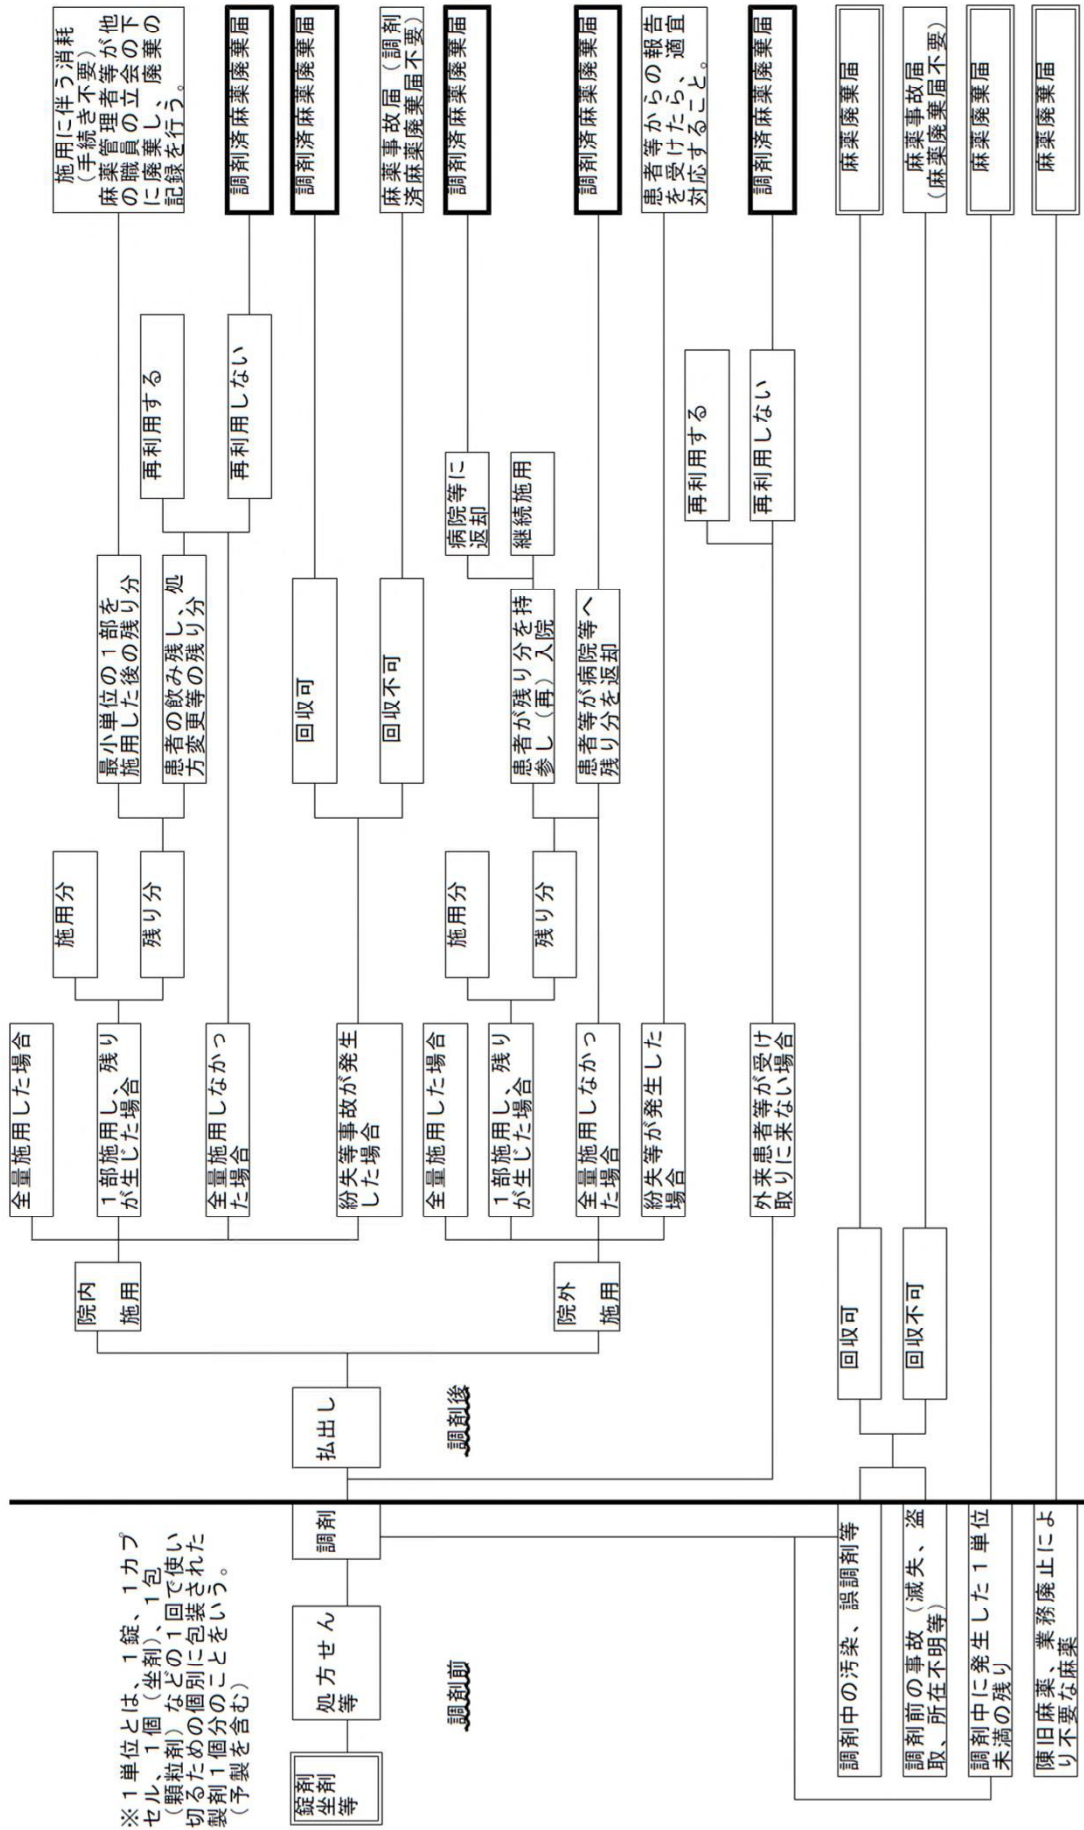 ※1単位とは、1錠、1カプ
セル、1個（坐剤）、1包
（顆粒剤）などの1回で使い
切るための個別に包装された
製剤1個分のことをいう。
（予製を含む）
錠剤
坐剤
等
処方せん
等
調剤
調剤前
調剤後
払出し
院内
施用
全量施用した場合
1部施用し、残り
が生じた場合
施用分
残り分
最小単位の1部を
施用した後の残り分
施用に伴う消耗
（手続き不要）
麻薬管理者等が他
の職員の立会の下
に廃棄し、廃棄の
記録を行う。
患者の飲み残し、処
方変更等の残り分
再利用する
再利用しない
調剤済麻薬廃棄届
全量施用しなかっ
た場合
紛失等事故が発生
した場合
回収可
調剤済麻薬廃棄届
回収不可
麻薬事故届（調剤
済麻薬廃棄届不要）
院外
施用
全量施用した場合
1部施用し、残り
が生じた場合
施用分
残り分
患者が残り分を持
参し（再）入院
病院等に
返却
調剤済麻薬廃棄届
継続施用
患者等が病院等へ
残り分を返却
調剤済麻薬廃棄届
全量施用しなかっ
た場合
紛失等が発生した
場合
患者等からの報告
を受けたら、適宜
対応すること。
外来患者等が受け
取りに来ない場合
再利用する
再利用しない
調剤済麻薬廃棄届
調剤中の汚染、誤調剤等
調剤前の事故（滅失、盗
取、所在不明等）
回収可
麻薬廃棄届
回収不可
麻薬事故届
（麻薬廃棄届不要）
調剤中に発生した1単位
未満の残り
麻薬廃棄届
陳旧麻薬、業務廃止によ
り不要な麻薬
麻薬廃棄届